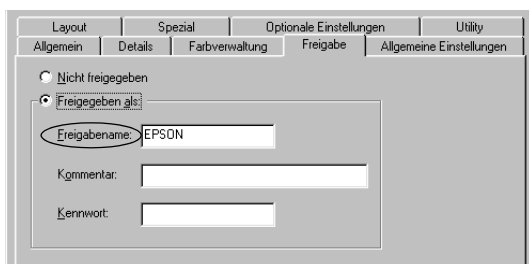 Layout Spezial Optionale Einstellungen Utility
Allgemein Details Farbverwaltung Freigabe Allgemeine Einstellungen
Nicht freigegeben
Freigegeben als:
Freigabename: EPSON
Kommentar:
Kennwort: